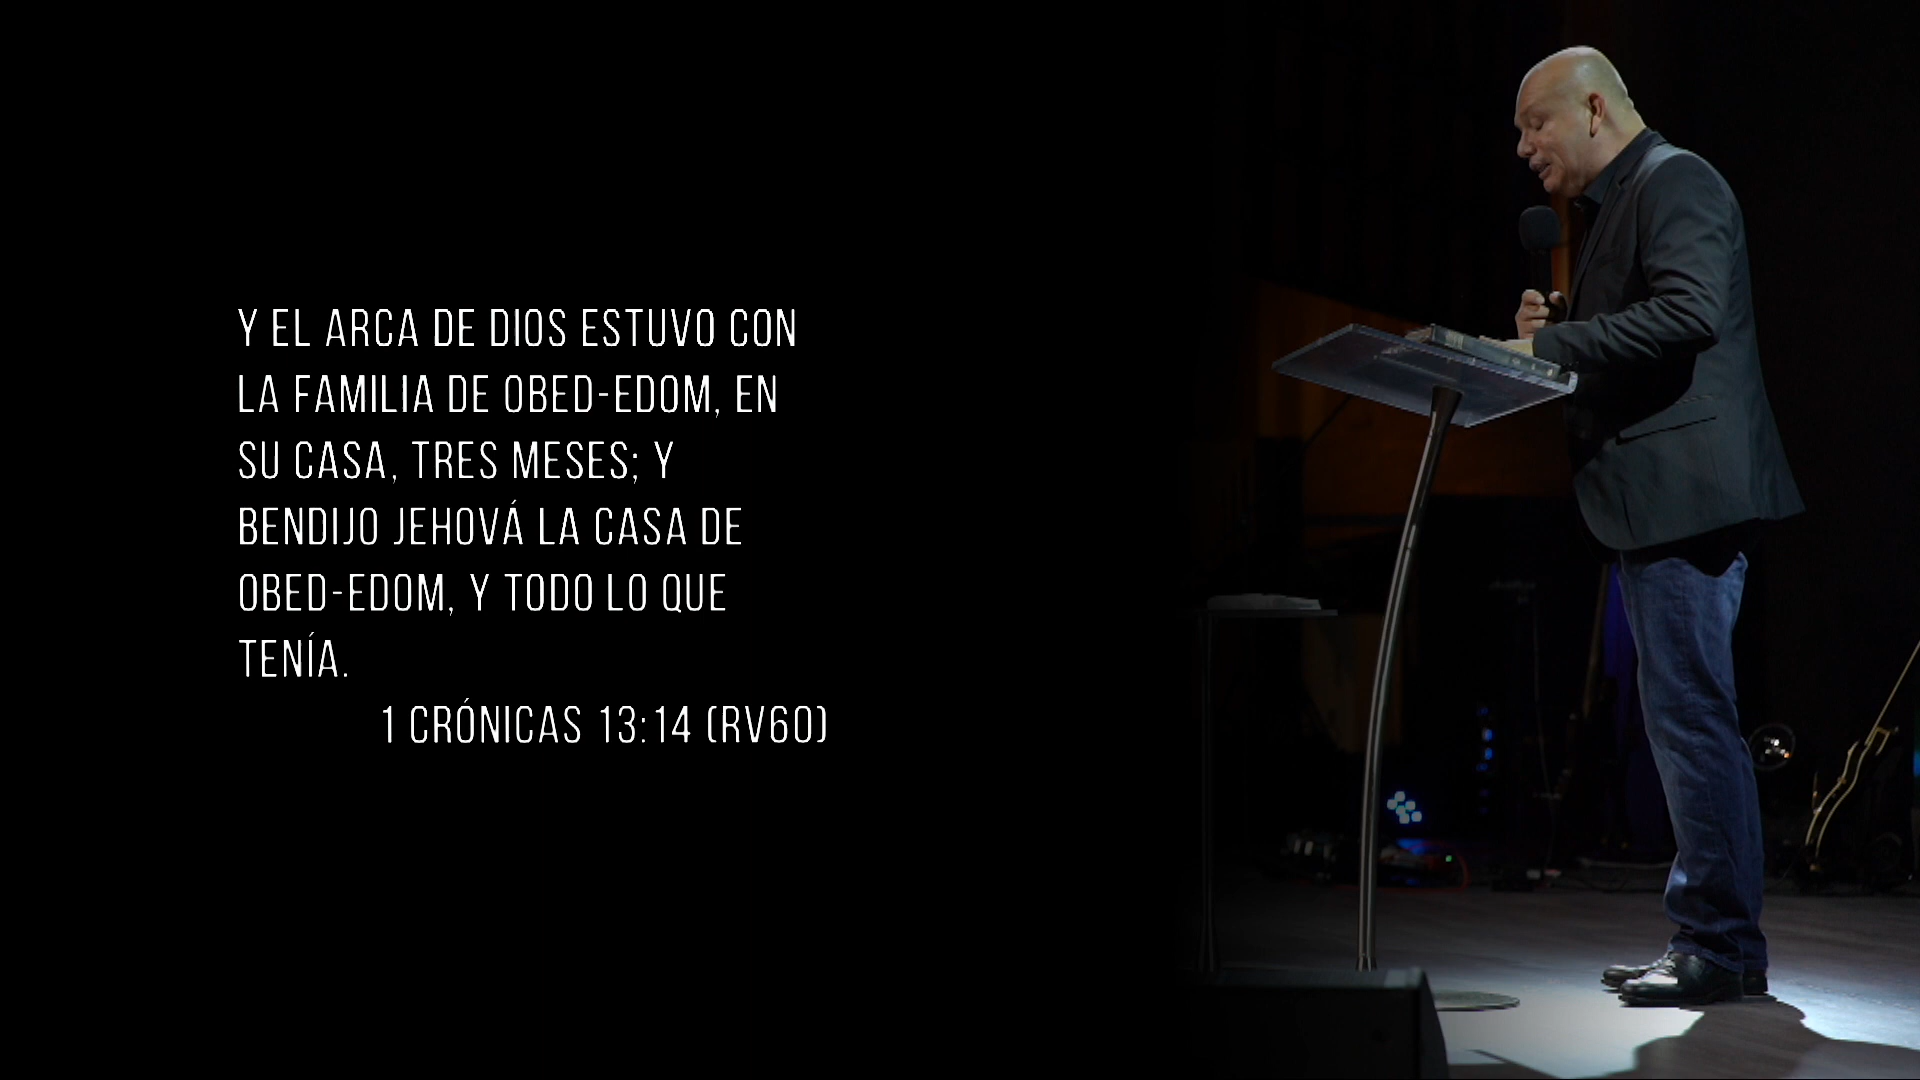 Y EL ARCA DE DIOS ESTUVO CON
LA FAMILIA DE OBED-EDOM, EN
SU CASA, TRES MESES; Y
BENDIJO JEHOVÁ LA CASA DE
OBED-EDOM, Y TODO LO QUE
TENÍA.
1 CRÓNICAS 13:14 (RV60)